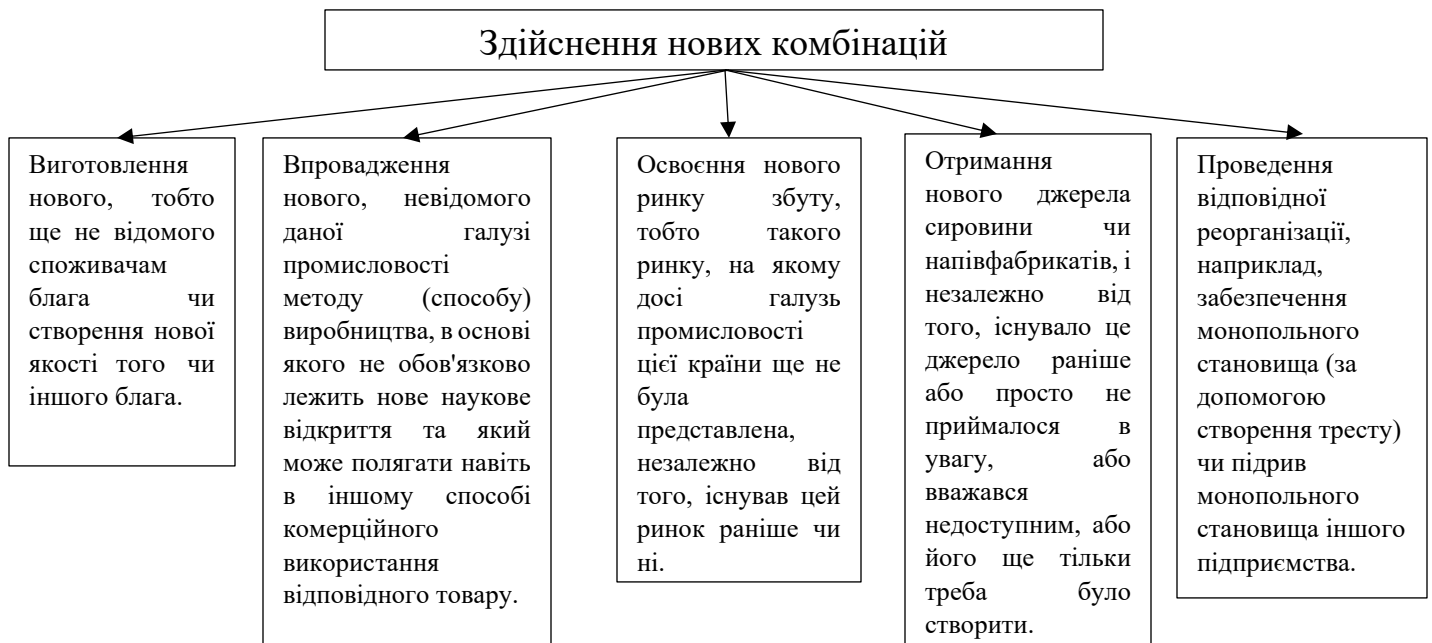 Здійснення нових комбінацій
Виготовлення
нового, тобто
ще не відомого
споживачам
блага чи
створення нової
якості того чи
іншого блага.
Впровадження
нового, невідомого
даної галузі
промисловості
методу (способу)
виробництва, в основі
якого не обов'язково
лежить нове наукове
відкриття та який
може полягати навіть
в іншому способі
комерційного
використання
відповідного товару.
Освоєння нового
ринку збуту,
тобто такого
ринку, на якому
досі галузь
промисловості
цієї країни ще не
була
представлена,
незалежно від
того, існував цей
ринок раніше чи
ні.
Отримання
нового джерела
сировини чи
напівфабрикатів, і
незалежно від
того, існувало це
джерело раніше
або просто не
приймалося в
увагу, або
вважався
недоступним, або
його ще тільки
треба було
створити.
Проведення
відповідної
реорганізації,
наприклад,
забезпечення
монопольного
становища (за
допомогою
створення тресту)
чи підрив
монопольного
становища іншого
підприємства.